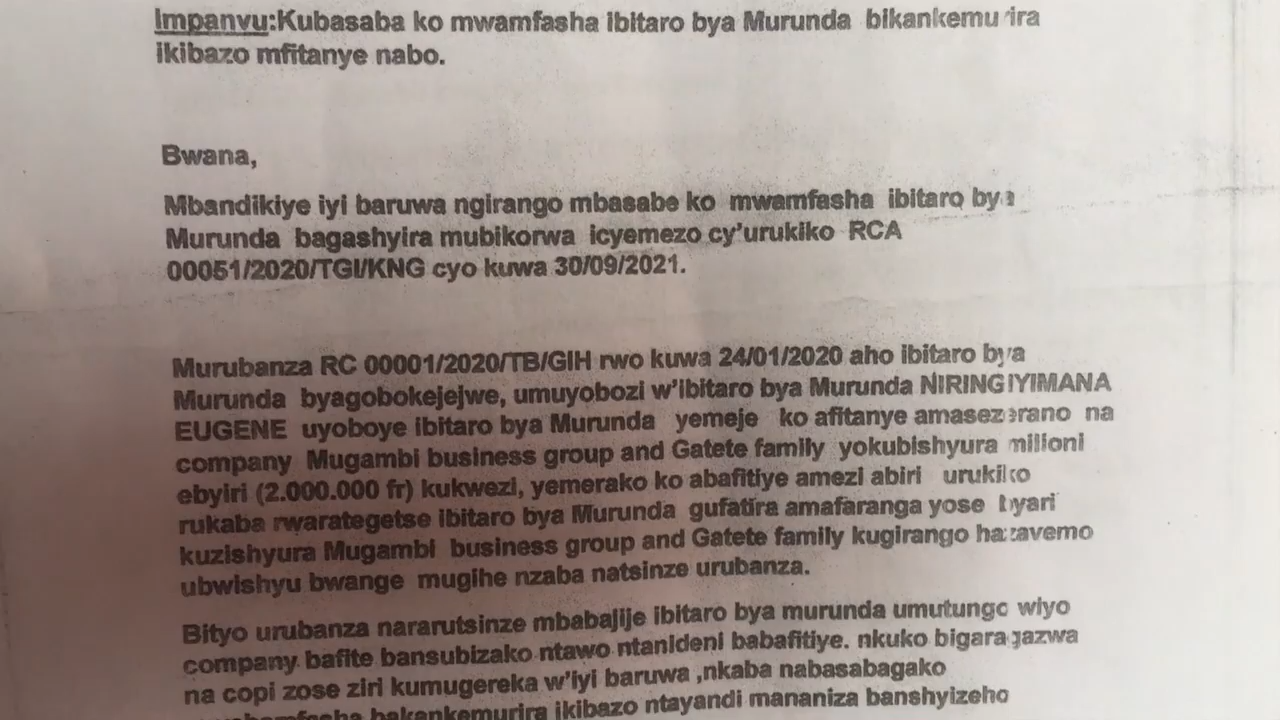 Impamvu:Kubasaba ko mwamfasha ibitaro bya Murunda bikankemurira
ikibazo mfitanye nabo.
Bwana,
Mbandikiye iyi baruwa ngirango mbasabe ko mwamfasha ibitaro bya
Murunda bagashyira mubikorwa icyemezo cy'urukiko RCA
00051/2020/TGI/KNG cyo kuwa 30/09/2021.
Murubanza RC 00001/2020/TB/GIH rwo kuwa 24/01/2020 aho ibitaro bya
Murunda byagobokejejwe, umuyobozi w'ibitaro bya Murunda NIRINGIYIMANA
EUGENE uyoboye ibitaro bya Murunda yemeje ko afitanye amasezerano na
company Mugambi business group and Gatete family yokubishyura milioni
ebyiri (2.000.000 fr) kukwezi, yemerako ko abafitiye amezi abiri urukiko
rukaba rwarategetse ibitaro bya Murunda gufatira amafaranga yose byari
kuzishyura Mugambi business group and Gatete family kugirango hazavemo
ubwishyu bwange mugihe nzaba natsinze urubanza.
Bityo urubanza nararutsinze mbabajije ibitaro bya murunda umutungo wiyo
company bafite bansubizako ntawo ntanideni babafitiye. nkuko bigaragazwa
na copi zose ziri kumugereka w'iyi baruwa ,nkaba nabasabagako
bakankemurira ikibazo ntayandi mananiza banshyizeho